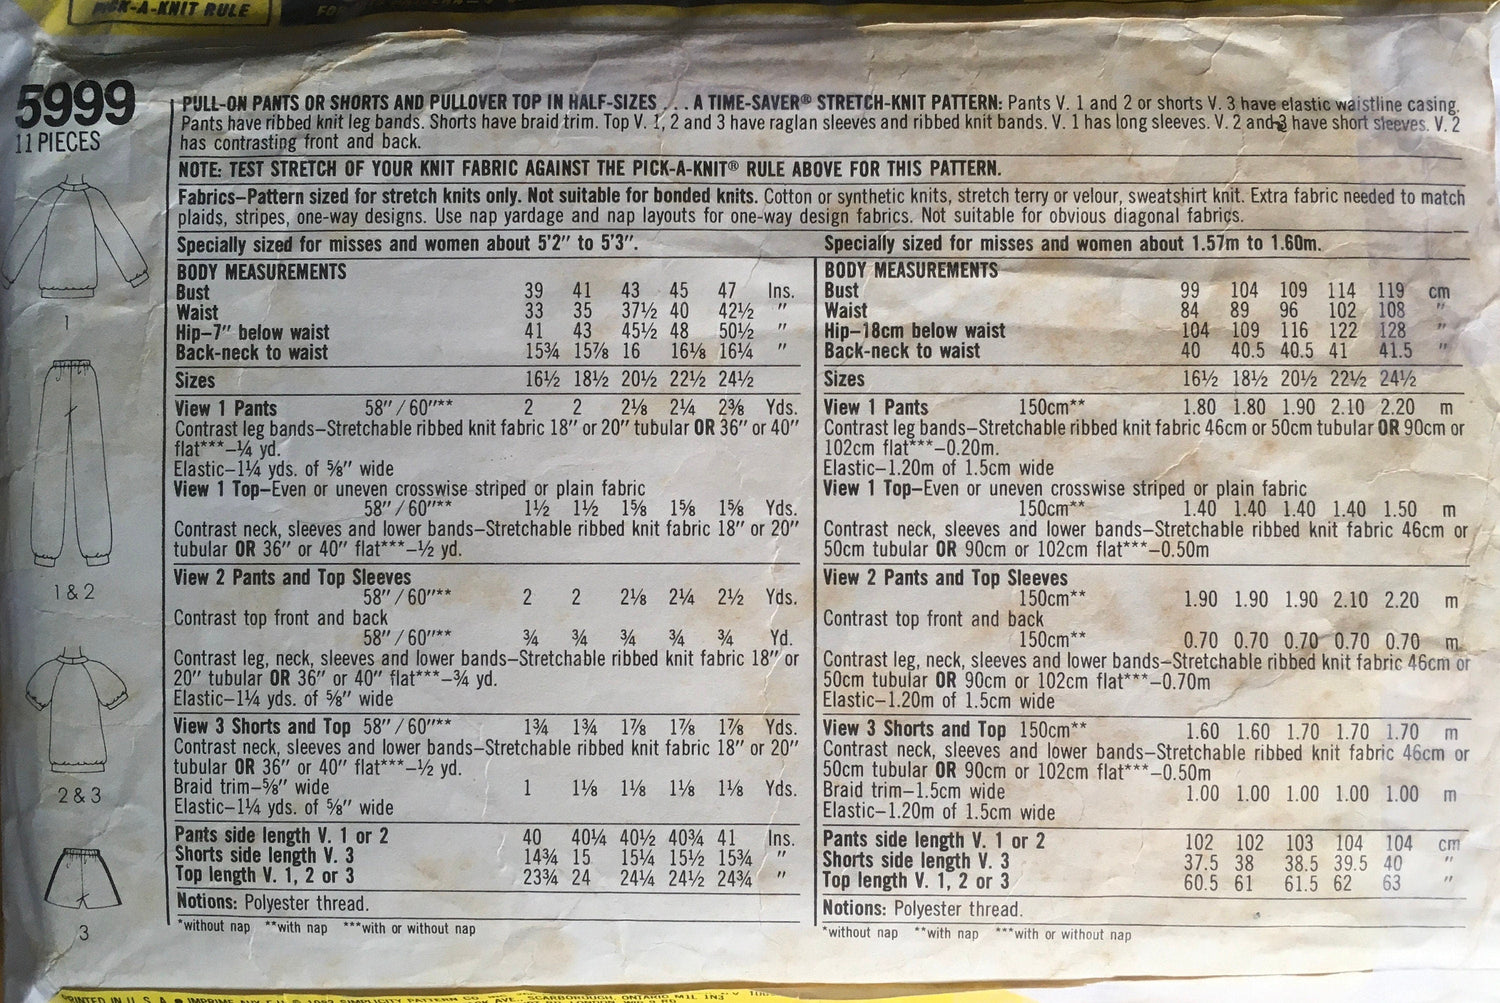 PICK-A-KNIT RULE
5999
11 PIECES
PULL-ON PANTS OR SHORTS AND PULLOVER TOP IN HALF-SIZES . . . A TIME-SAVER® STRETCH-KNIT PATTERN: Pants V. 1 and 2 or shorts V. 3 have elastic waistline casing.
Pants have ribbed knit leg bands. Shorts have braid trim. Top V. 1, 2 and 3 have raglan sleeves and ribbed knit bands. V. 1 has long sleeves. V. 2 and 3 have short sleeves. V. 2
has contrasting front and back.
NOTE: TEST STRETCH OF YOUR KNIT FABRIC AGAINST THE PICK-A-KNIT® RULE ABOVE FOR THIS PATTERN.
Fabrics—Pattern sized for stretch knits only. Not suitable for bonded knits. Cotton or synthetic knits, stretch terry or velour, sweatshirt knit. Extra fabric needed to match
plaids, stripes, one-way designs. Use nap yardage and nap layouts for one-way design fabrics. Not suitable for obvious diagonal fabrics.
Specially sized for misses and women about 5'2" to 5'3".
BODY MEASUREMENTS
Bust 39 41 43 45 47 Ins.
Waist 33 35 37½ 40 42½ "
Hip—7" below waist 41 43 45½ 48 50½ "
Back-neck to waist 15¾ 15⅞ 16 16⅛ 16¼ "
Sizes 16½ 18½ 20½ 22½ 24½
View 1 Pants 58"/60"** 2 2 2⅛ 2¼ 2⅜ Yds.
Contrast leg bands—Stretchable ribbed knit fabric 18" or 20" tubular OR 36" or 40"
flat***—¼ yd.
Elastic—1¼ yds. of ⅝" wide
View 1 Top—Even or uneven crosswise striped or plain fabric
58"/60"** 1½ 1½ 1⅝ 1⅝ 1⅝ Yds.
Contrast neck, sleeves and lower bands—Stretchable ribbed knit fabric 18" or 20"
tubular OR 36" or 40" flat***—½ yd.
View 2 Pants and Top Sleeves
58"/60"** 2 2 2⅛ 2¼ 2½ Yds.
Contrast top front and back
58"/60"** ¾ ¾ ¾ ¾ ¾ Yd.
Contrast leg, neck, sleeves and lower bands—Stretchable ribbed knit fabric 18" or
20" tubular OR 36" or 40" flat***—¾ yd.
Elastic—1¼ yds. of ⅝" wide
View 3 Shorts and Top 58"/60"** 1¾ 1¾ 1⅞ 1⅞ 1⅞ Yds.
Contrast neck, sleeves and lower bands—Stretchable ribbed knit fabric 18" or 20"
tubular OR 36" or 40" flat***—½ yd.
Braid trim—⅝" wide 1 1⅛ 1⅛ 1⅛ 1⅛ Yds.
Elastic—1¼ yds. of ⅝" wide
Pants side length V. 1 or 2 40 40¼ 40½ 40¾ 41 Ins.
Shorts side length V. 3 14¾ 15 15¼ 15½ 15¾ "
Top length V. 1, 2 or 3 23¾ 24 24¼ 24½ 24¾ "
Notions: Polyester thread.
*without nap **with nap ***with or without nap
Specially sized for misses and women about 1.57m to 1.60m.
BODY MEASUREMENTS
Bust 99 104 109 114 119 cm
Waist 84 89 96 102 108 "
Hip—18cm below waist 104 109 116 122 128 "
Back-neck to waist 40 40.5 40.5 41 41.5 "
Sizes 16½ 18½ 20½ 22½ 24½
View 1 Pants 150cm** 1.80 1.80 1.90 2.10 2.20 m
Contrast leg bands—Stretchable ribbed knit fabric 46cm or 50cm tubular OR 90cm or
102cm flat***—0.20m.
Elastic—1.20m of 1.5cm wide
View 1 Top—Even or uneven crosswise striped or plain fabric
150cm** 1.40 1.40 1.40 1.40 1.50 m
Contrast neck, sleeves and lower bands—Stretchable ribbed knit fabric 46cm or
50cm tubular OR 90cm or 102cm flat***—0.50m
View 2 Pants and Top Sleeves
150cm** 1.90 1.90 1.90 2.10 2.20 m
Contrast top front and back
150cm** 0.70 0.70 0.70 0.70 0.70 m
Contrast leg, neck, sleeves and lower bands—Stretchable ribbed knit fabric 46cm or
50cm tubular OR 90cm or 102cm flat***—0.70m
Elastic—1.20m of 1.5cm wide
View 3 Shorts and Top 150cm** 1.60 1.60 1.70 1.70 1.70 m
Contrast neck, sleeves and lower bands—Stretchable ribbed knit fabric 46cm or
50cm tubular OR 90cm or 102cm flat***—0.50m
Braid trim—1.5cm wide 1.00 1.00 1.00 1.00 1.00 m
Elastic—1.20m of 1.5cm wide
Pants side length V. 1 or 2 102 102 103 104 104 cm
Shorts side length V. 3 37.5 38 38.5 39.5 40 "
Top length V. 1, 2 or 3 60.5 61 61.5 62 63 "
Notions: Polyester thread.
*without nap **with nap ***with or without nap
1
1 & 2
2 & 3
3
PRINTED IN U. S. A. SIMPLICITY PATTERN CO. AVE., SCARBOROUGH, ONTARIO M1L 1N3